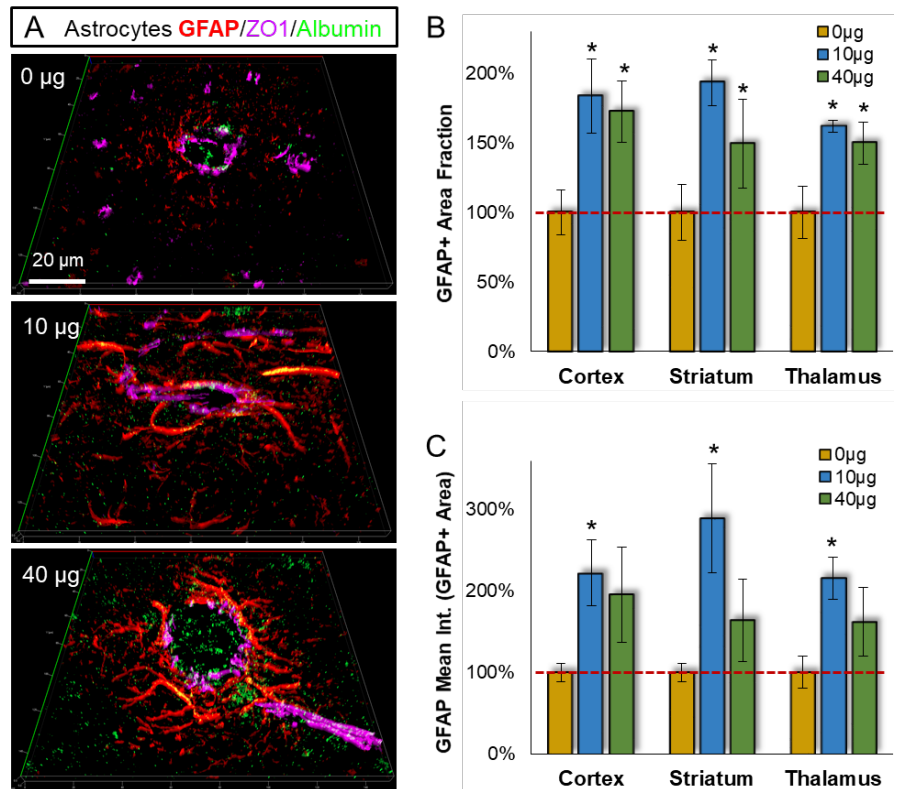 A Astrocytes GFAP/ZO1/Albumin
0 µg
20 µm
10 µg
40 µg
B
0µg
10µg
40µg
GFAP+ Area Fraction
200%
150%
100%
50%
0%
* * * * * *
Cortex Striatum Thalamus
C
0µg
10µg
40µg
GFAP Mean Int. (GFAP+ Area)
300%
200%
100%
0%
* * *
Cortex Striatum Thalamus